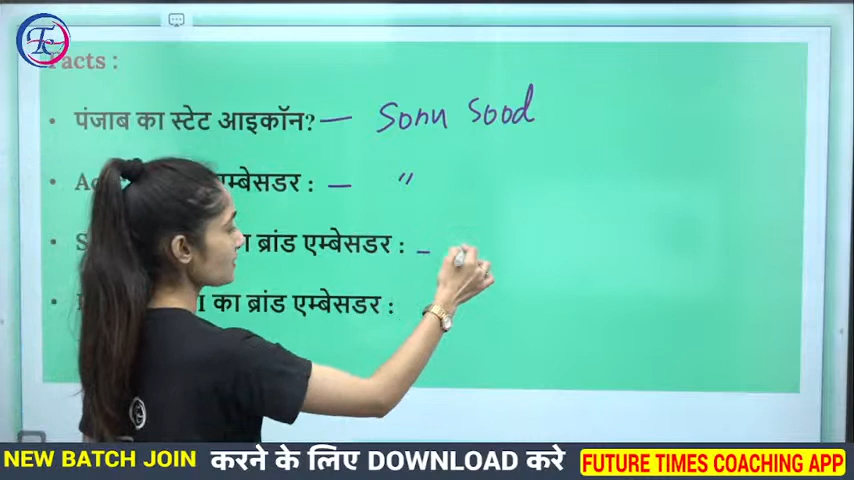 Facts :
• पंजाब का स्टेट आइकॉन? — Sonu Sood
• एम्बेसडर : — "
• का ब्रांड एम्बेसडर : –
• का ब्रांड एम्बेसडर :
NEW BATCH JOIN करने के लिए DOWNLOAD करे FUTURE TIMES COACHING APP